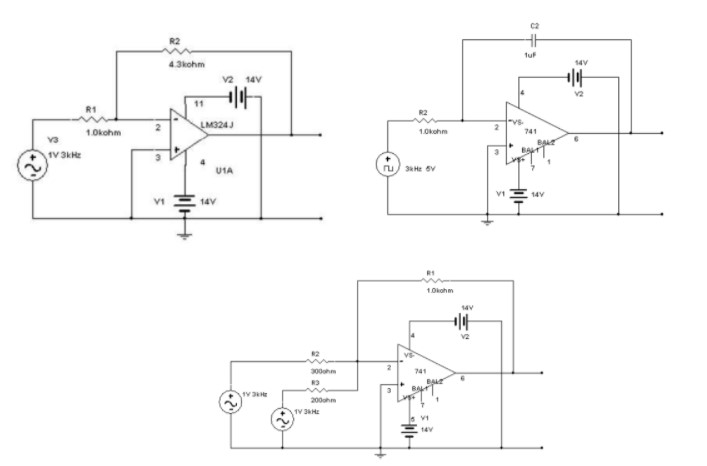 R2
4.3kohm
V2 14V
11
R1
1.0kohm
2
LM324J
V3
1V 3kHz
3
4
U1A
V1 14V
C2
1uF
14V
V2
4
R2
1.0kohm
2
VS-
741
6
BAL2
BAL1
3
VS+
7
1
3kHz 5V
V1 14V
R1
1.0kohm
14V
V2
4
R2
300ohm
2
VS-
741
6
R3
200ohm
3
BAL2
BAL1
VS+
7
1
1V 3kHz
1V 3kHz
5
V1
14V